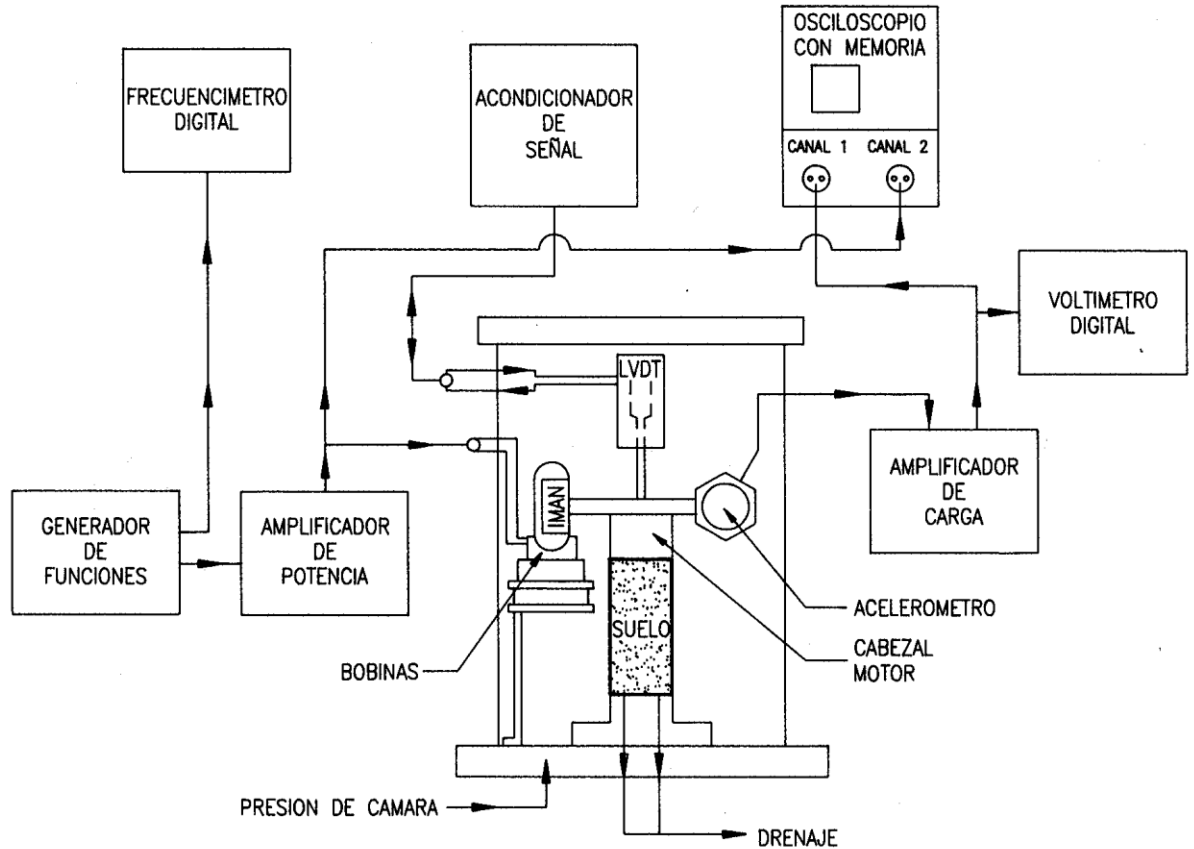 OSCILOSCOPIO
CON MEMORIA
CANAL 1 CANAL 2
FRECUENCIMETRO
DIGITAL
ACONDICIONADOR
DE
SEÑAL
VOLTIMETRO
DIGITAL
LVDT
IMAN
GENERADOR
DE
FUNCIONES
AMPLIFICADOR
DE
POTENCIA
AMPLIFICADOR
DE
CARGA
ACELEROMETRO
CABEZAL
MOTOR
SUELO
BOBINAS
PRESION DE CAMARA
DRENAJE